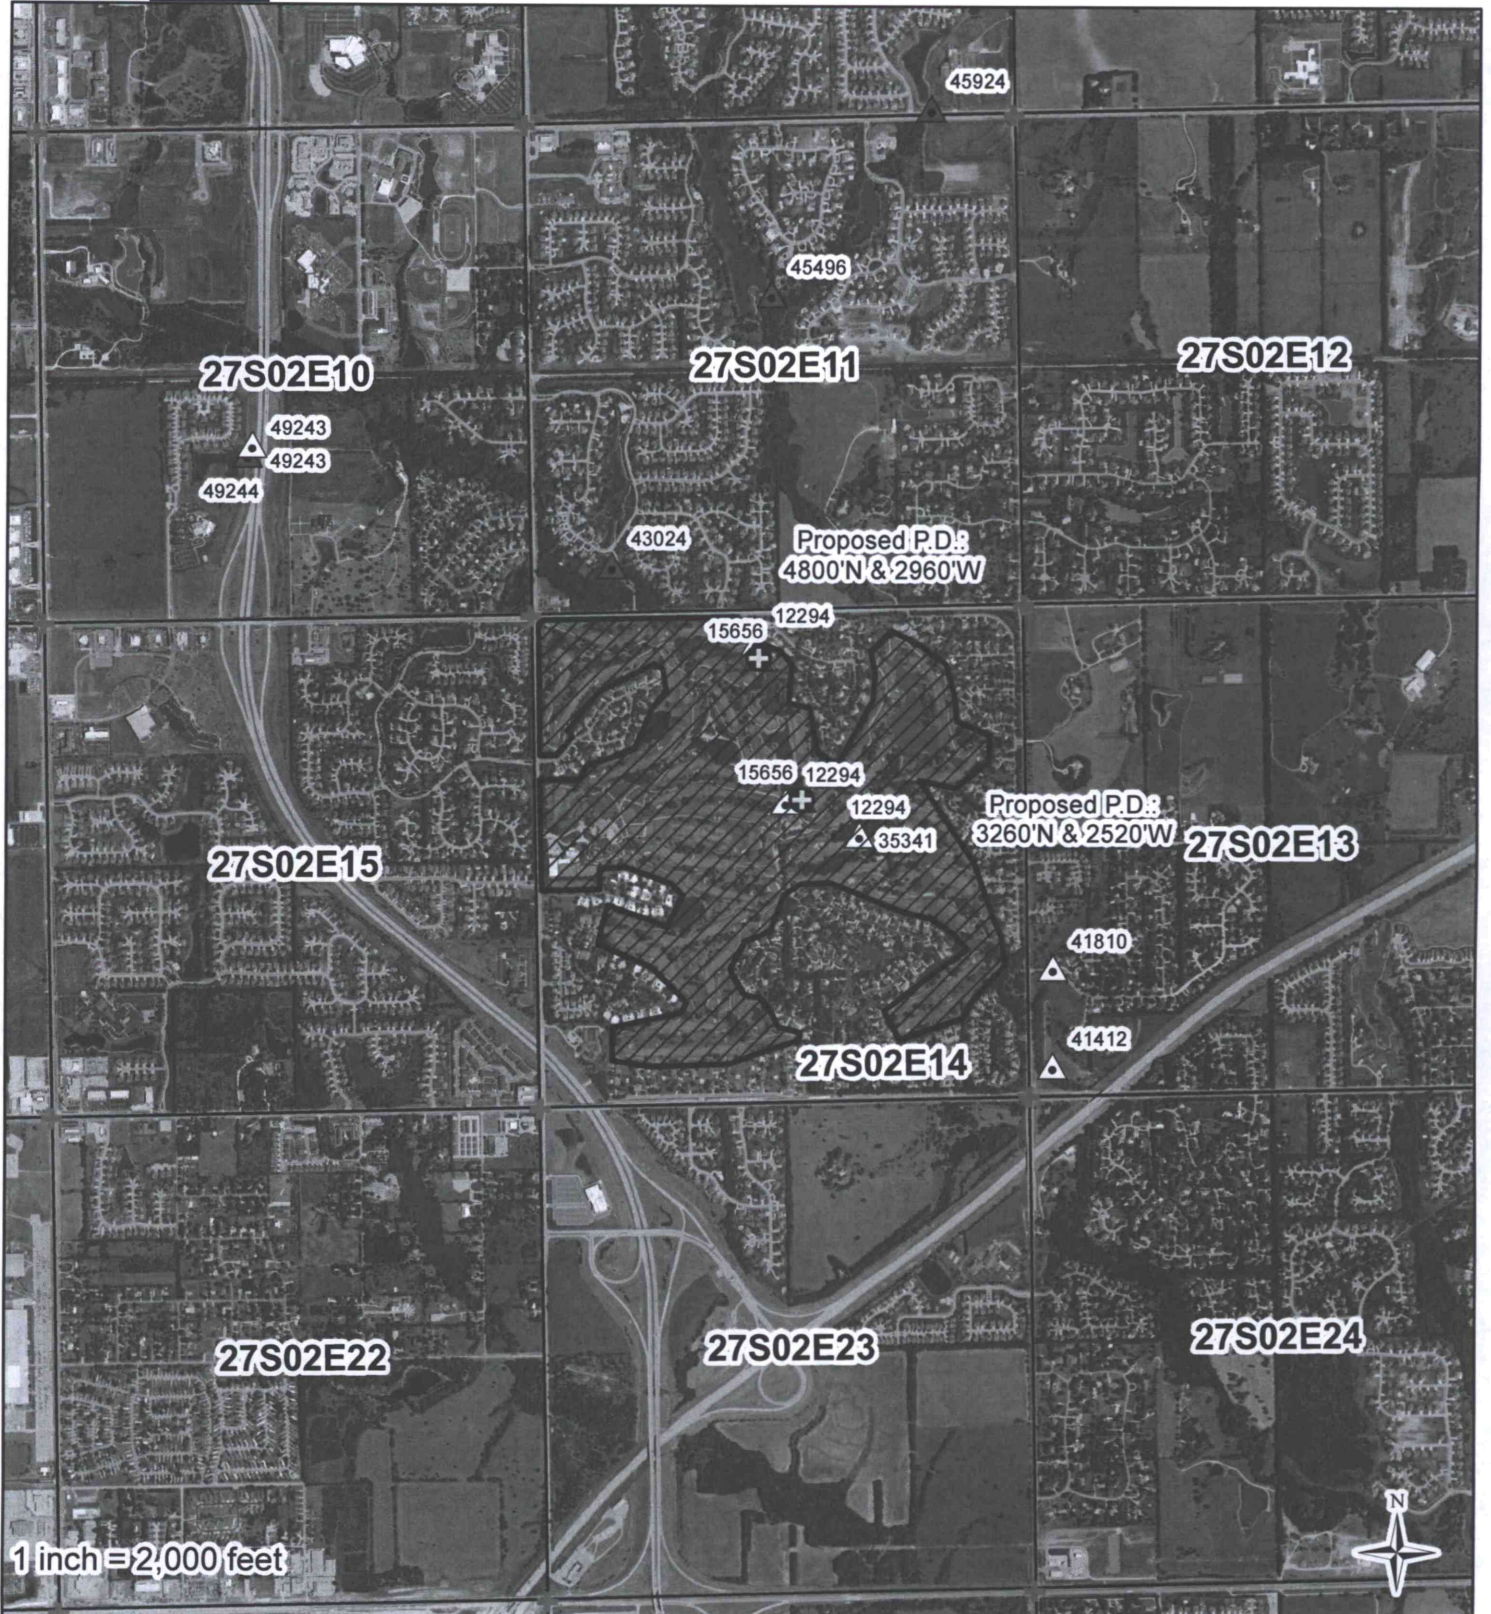 45924
45496
27S02E10
27S02E11
27S02E12
49243
49243
49244
43024
Proposed P.D.:
4800'N & 2960'W
12294
15656
15656
12294
12294
35341
Proposed P.D.:
3260'N & 2520'W
27S02E13
27S02E15
41810
41412
27S02E14
27S02E22
27S02E23
27S02E24
N
1 inch = 2,000 feet